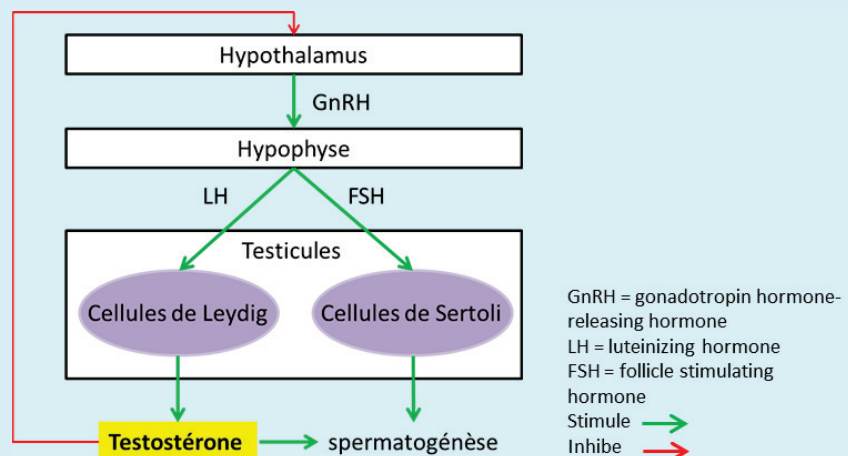 Hypothalamus
GnRH
Hypophyse
LH
FSH
Testicules
Cellules de Leydig
Cellules de Sertoli
Testostérone
spermatogénèse
GnRH = gonadotropin hormone-
releasing hormone
LH = luteinizing hormone
FSH = follicle stimulating
hormone
Stimule
Inhibe